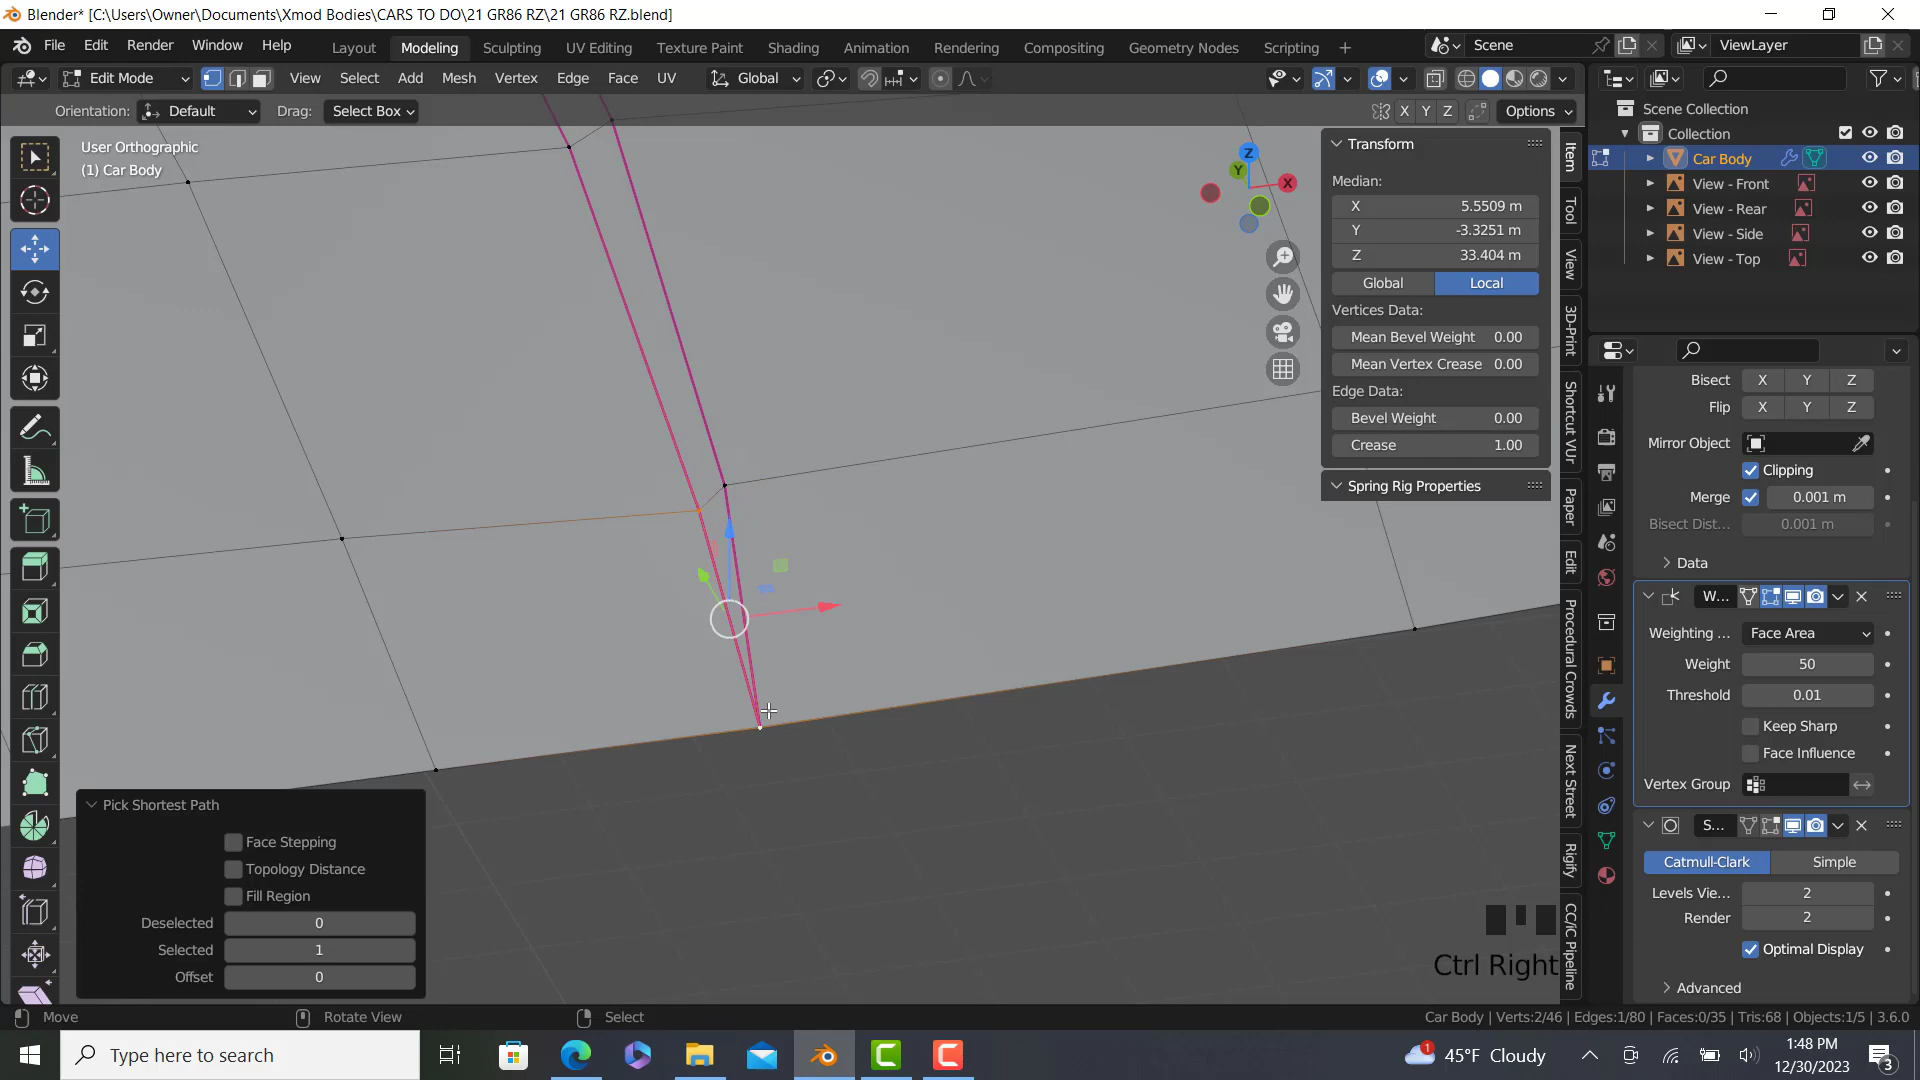 Blender* [C:\Users\Owner\Documents\Xmod Bodies\CARS TO DO\21 GR86 RZ\21 GR86 RZ.blend]
File Edit Render Window Help Layout Modeling Sculpting UV Editing Texture Paint Shading Animation Rendering Compositing Geometry Nodes Scripting + Scene ViewLayer
Edit Mode View Select Add Mesh Vertex Edge Face UV Global
Orientation: Default Drag: Select Box X Y Z Options
User Orthographic
(1) Car Body
Z
Y
X
Transform
Median:
X 5.5509 m
Y -3.3251 m
Z 33.404 m
Global Local
Vertices Data:
Mean Bevel Weight 0.00
Mean Vertex Crease 0.00
Edge Data:
Bevel Weight 0.00
Crease 1.00
Spring Rig Properties
Item
Tool
View
3D-Print
Shortcut VUr
Paper
Edit
Procedural Crowds
Next Street
Rigify
CC/iC Pipeline
Scene Collection
Collection
Car Body
View - Front
View - Rear
View - Side
View - Top
Bisect X Y Z
Flip X Y Z
Mirror Object
Clipping
Merge 0.001 m
Bisect Dist... 0.001 m
Data
W...
Weighting ... Face Area
Weight 50
Threshold 0.01
Keep Sharp
Face Influence
Vertex Group
S...
Catmull-Clark Simple
Levels Vie... 2
Render 2
Optimal Display
Advanced
Pick Shortest Path
Face Stepping
Topology Distance
Fill Region
Deselected 0
Selected 1
Offset 0
Ctrl Right
Move Rotate View Select Car Body | Verts:2/46 | Edges:1/80 | Faces:0/35 | Tris:68 | Objects:1/5 | 3.6.0
Type here to search 1 45°F Cloudy 1:48 PM
12/30/2023
3